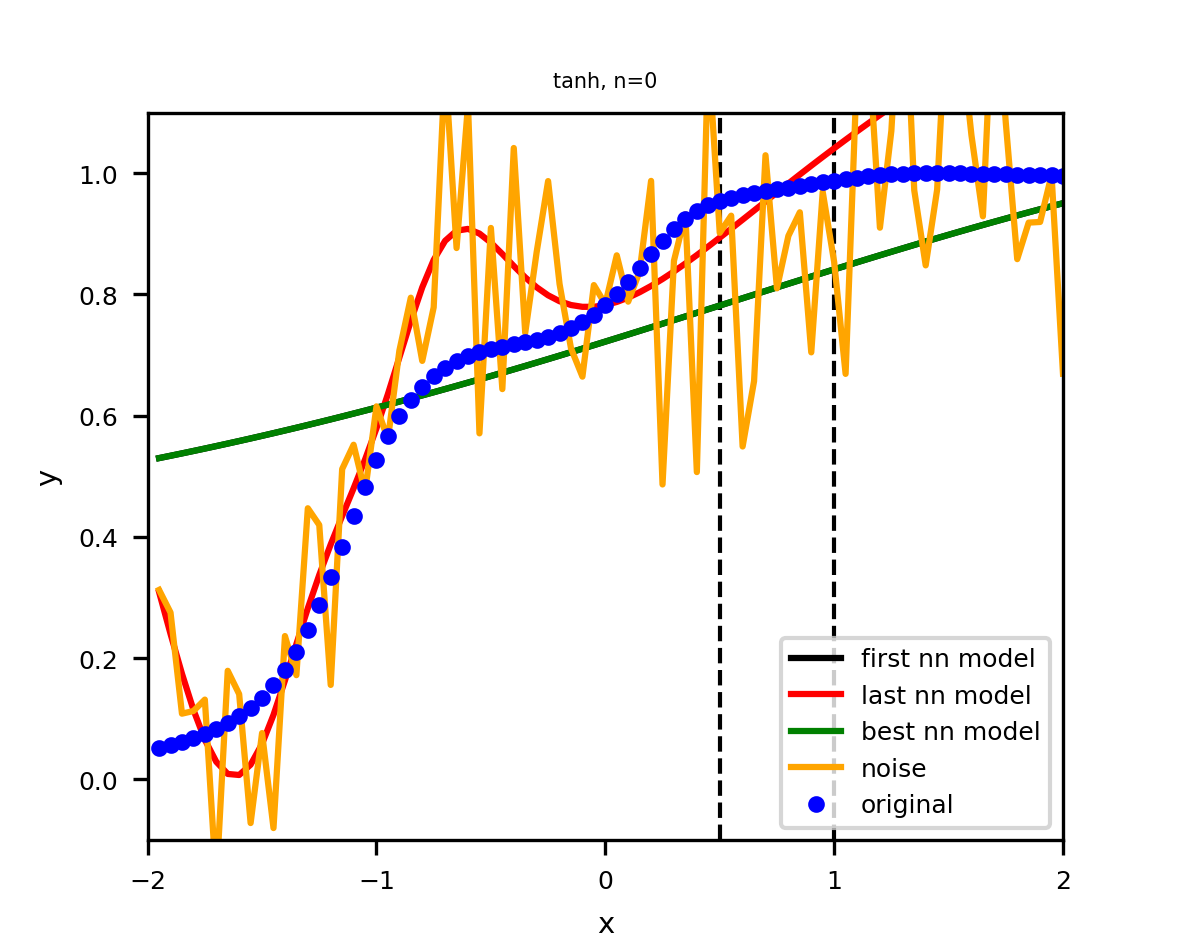 tanh, n=0
1.0
0.8
0.6
0.4
0.2
0.0
y
first nn model
last nn model
best nn model
noise
original
−2
−1
0
1
2
x